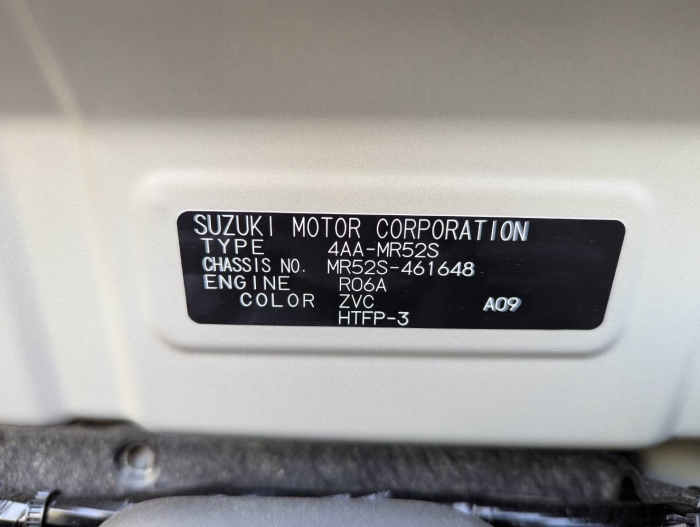 SUZUKI MOTOR CORPORATION
TYPE 4AA-MR52S
CHASSIS NO. MR52S-461648
ENGINE R06A
COLOR ZVC A09
HTFP-3